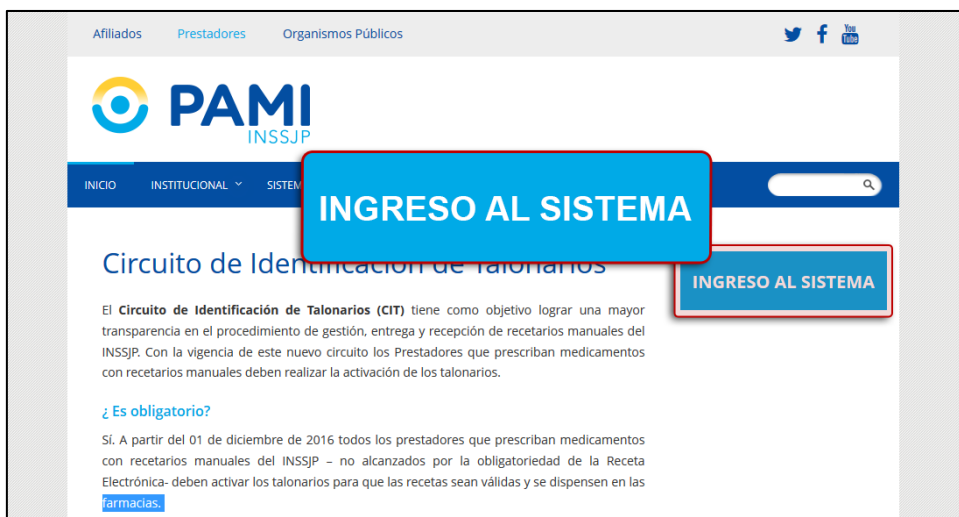 Afiliados Prestadores Organismos Públicos
You
Tube
PAMI
INSSJP
INICIO INSTITUCIONAL
INGRESO AL SISTEMA
Circuito de Identificación de Talonarios
INGRESO AL SISTEMA
El Circuito de Identificación de Talonarios (CIT) tiene como objetivo lograr una mayor
transparencia en el procedimiento de gestión, entrega y recepción de recetarios manuales del
INSSJP. Con la vigencia de este nuevo circuito los Prestadores que prescriban medicamentos
con recetarios manuales deben realizar la activación de los talonarios.
¿ Es obligatorio?
Sí. A partir del 01 de diciembre de 2016 todos los prestadores que prescriban medicamentos
con recetarios manuales del INSSJP – no alcanzados por la obligatoriedad de la Receta
Electrónica- deben activar los talonarios para que las recetas sean válidas y se dispensen en las
farmacias.